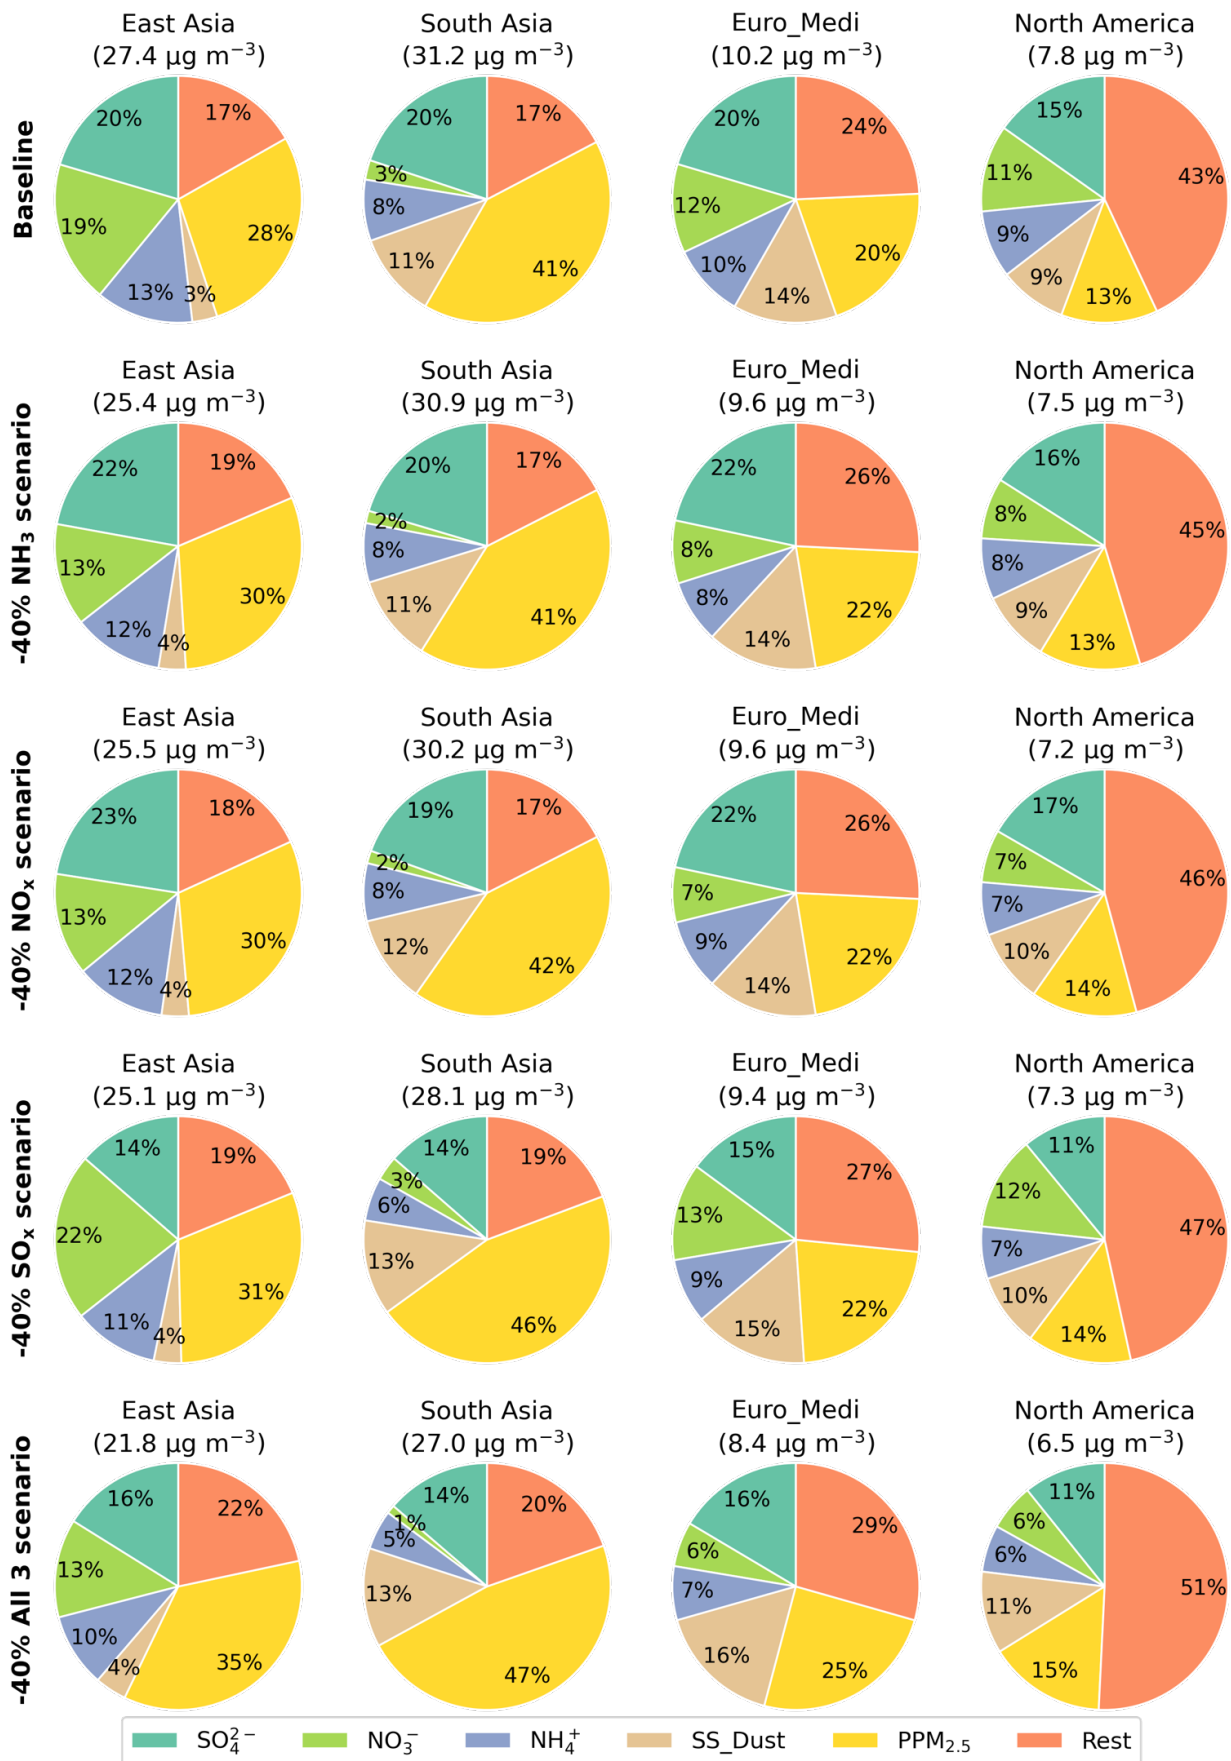 East Asia South Asia Euro_Medi North America
(27.4 μg m⁻³) (31.2 μg m⁻³) (10.2 μg m⁻³) (7.8 μg m⁻³)
Baseline
20% 17% 19% 28% 13% 3%
20% 17% 3% 8% 11% 41%
20% 24% 12% 20% 10% 14%
15% 43% 11% 9% 9% 13%
East Asia South Asia Euro_Medi North America
(25.4 μg m⁻³) (30.9 μg m⁻³) (9.6 μg m⁻³) (7.5 μg m⁻³)
-40% NH₃ scenario
22% 19% 13% 30% 12% 4%
20% 17% 2% 8% 11% 41%
22% 26% 8% 8% 22% 14%
16% 45% 8% 8% 9% 13%
East Asia South Asia Euro_Medi North America
(25.5 μg m⁻³) (30.2 μg m⁻³) (9.6 μg m⁻³) (7.2 μg m⁻³)
-40% NOₓ scenario
23% 18% 13% 30% 12% 4%
19% 17% 2% 8% 12% 42%
22% 26% 7% 9% 22% 14%
17% 46% 7% 7% 10% 14%
East Asia South Asia Euro_Medi North America
(25.1 μg m⁻³) (28.1 μg m⁻³) (9.4 μg m⁻³) (7.3 μg m⁻³)
-40% SOₓ scenario
14% 19% 22% 31% 11% 4%
14% 19% 3% 6% 13% 46%
15% 27% 13% 9% 22% 15%
11% 47% 12% 7% 10% 14%
East Asia South Asia Euro_Medi North America
(21.8 μg m⁻³) (27.0 μg m⁻³) (8.4 μg m⁻³) (6.5 μg m⁻³)
-40% All 3 scenario
16% 22% 13% 10% 35% 4%
14% 20% 1% 5% 13% 47%
16% 29% 6% 7% 16% 25%
11% 51% 6% 6% 11% 15%
SO₄²⁻ NO₃⁻ NH₄⁺ SS_Dust PPM₂.₅ Rest